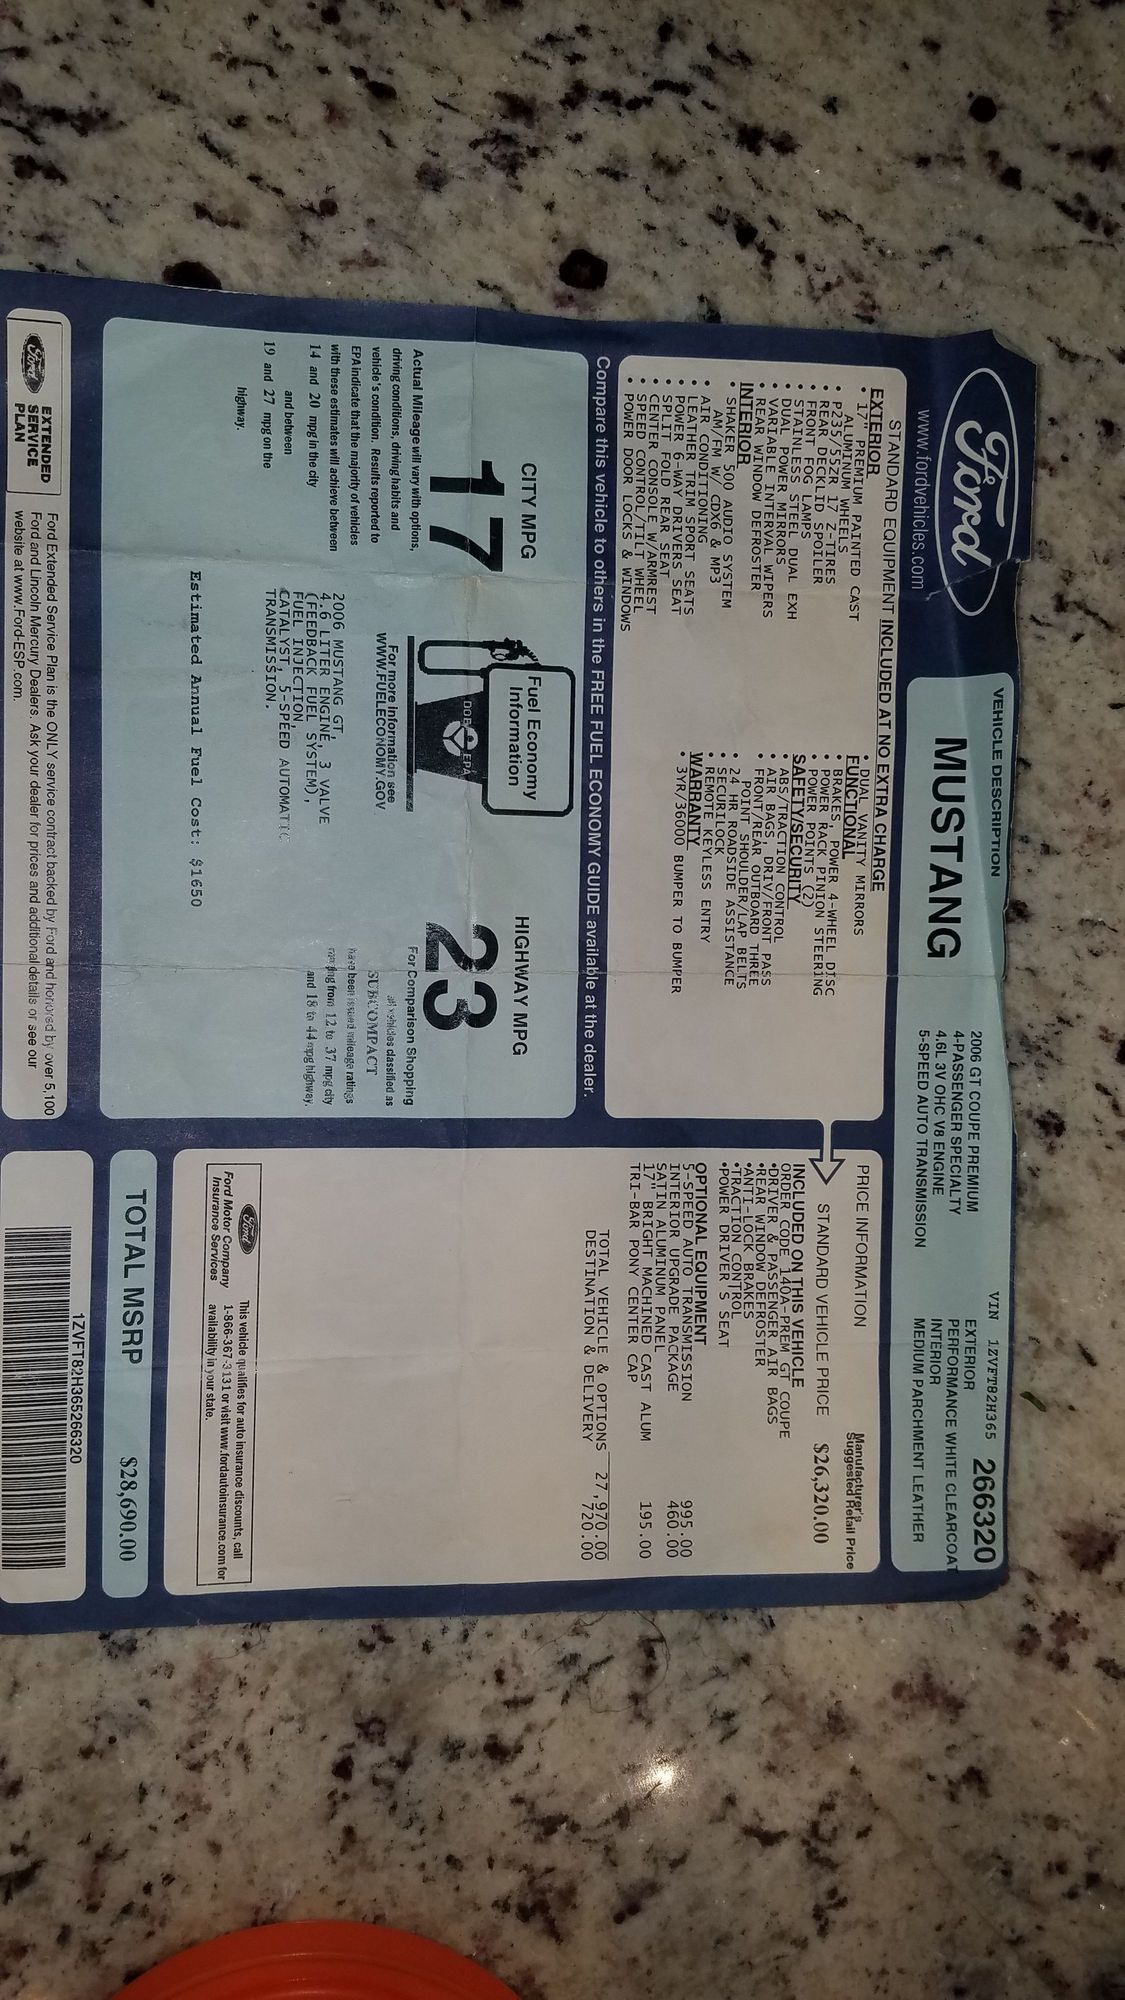 Ford
www.fordvehicles.com
VEHICLE DESCRIPTION
MUSTANG
2006 GT COUPE PREMIUM
4-PASSENGER SPECIALTY
4.6L 3V OHC V8 ENGINE
5-SPEED AUTO TRANSMISSION
VIN 1ZVFT82H365 266320
EXTERIOR
PERFORMANCE WHITE CLEARCOAT
INTERIOR
MEDIUM PARCHMENT LEATHER
STANDARD EQUIPMENT INCLUDED AT NO EXTRA CHARGE
EXTERIOR
• 17" PREMIUM PAINTED CAST
ALUMINUM WHEELS
• P235/55ZR 17 Z-TIRES
• REAR DECKLID SPOILER
• FRONT FOG LAMPS
• STAINLESS STEEL DUAL EXH
• DUAL POWER MIRRORS
• VARIABLE INTERVAL WIPERS
• REAR WINDOW DEFROSTER
INTERIOR
• SHAKER 500 AUDIO SYSTEM
AM/FM W/ CDX6 & MP3
• AIR CONDITIONING
• LEATHER TRIM SPORT SEATS
• POWER 6-WAY DRIVERS SEAT
• SPLIT FOLD REAR SEAT
• CENTER CONSOLE W/ARMREST
• SPEED CONTROL/TILT WHEEL
• POWER DOOR LOCKS & WINDOWS
• DUAL VANITY MIRRORS
FUNCTIONAL
• BRAKES, POWER 4-WHEEL DISC
• POWER RACK PINION STEERING
• POWER POINTS (2)
SAFETY/SECURITY
• ABS/TRACTION CONTROL
• AIR BAGS DRIV/FRONT PASS
• FRONT/REAR OUTBOARD THREE
POINT SHOULDER/LAP BELTS
• 24 HR ROADSIDE ASSISTANCE
• SECURILOCK
• REMOTE KEYLESS ENTRY
WARRANTY
• 3YR/36000 BUMPER TO BUMPER
PRICE INFORMATION
Manufacturer's
Suggested Retail Price
STANDARD VEHICLE PRICE $26,320.00
INCLUDED ON THIS VEHICLE
ORDER CODE 140A-PREM GT COUPE
•DRIVER & PASSENGER AIR BAGS
•REAR WINDOW DEFROSTER
•ANTI-LOCK BRAKES
•TRACTION CONTROL
•POWER DRIVER S SEAT
OPTIONAL EQUIPMENT
5-SPEED AUTO TRANSMISSION 995.00
INTERIOR UPGRADE PACKAGE 460.00
SATIN ALUMINUM PANEL
17" BRIGHT MACHINED CAST ALUM 195.00
TRI-BAR PONY CENTER CAP
TOTAL VEHICLE & OPTIONS 27,970.00
DESTINATION & DELIVERY 720.00
Compare this vehicle to others in the FREE FUEL ECONOMY GUIDE available at the dealer.
CITY MPG
17
Fuel Economy
Information
DOE EPA
HIGHWAY MPG
23
Actual Mileage will vary with options,
driving conditions, driving habits and
vehicle's condition. Results reported to
EPA indicate that the majority of vehicles
with these estimates will achieve between
14 and 20 mpg in the city
and between
19 and 27 mpg on the
highway.
For more Information see
WWW.FUELECONOMY.GOV
2006 MUSTANG GT,
4.6 LITER ENGINE, 3 VALVE
(FEEDBACK FUEL SYSTEM),
FUEL INJECTION,
CATALYST, 5-SPEED AUTOMATIC
TRANSMISSION.
For Comparison Shopping
all vehicles classified as
SUBCOMPACT
have been issued mileage ratings
ranging from 12 to 37 mpg city
and 18 to 44 mpg highway.
Estimated Annual Fuel Cost: $1650
Ford
Ford Motor Company
Insurance Services
This vehicle qualifies for auto insurance discounts, call
1-866-367-3131 or visit www.fordautoinsurance.com for
availability in your state.
TOTAL MSRP $28,690.00
Ford
EXTENDED
SERVICE
PLAN
Ford Extended Service Plan is the ONLY service contract backed by Ford and honored by over 5,100
Ford and Lincoln Mercury Dealers. Ask your dealer for prices and additional details or see our
website at www.Ford-ESP.com.
1ZVFT82H365266320